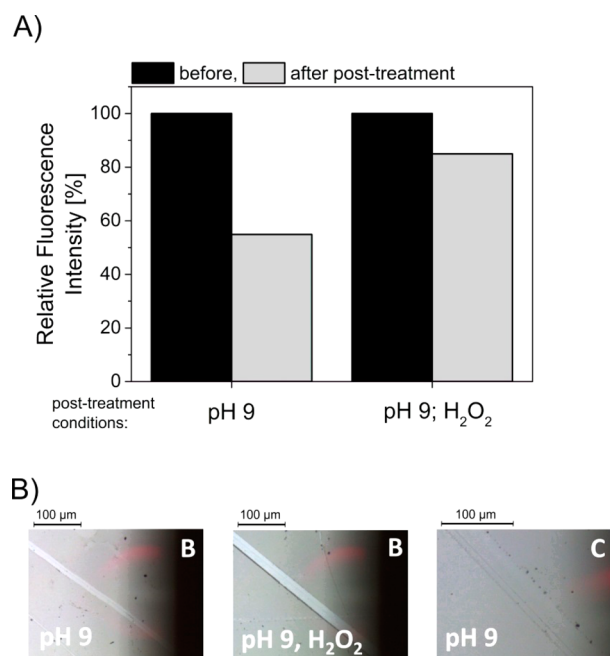 A)
before, after post-treatment
Relative Fluorescence
Intensity [%]
100
80
60
40
20
0
post-treatment
conditions:
pH 9
pH 9; H₂O₂
B)
100 µm
100 µm
100 µm
B
B
C
pH 9
pH 9, H₂O₂
pH 9